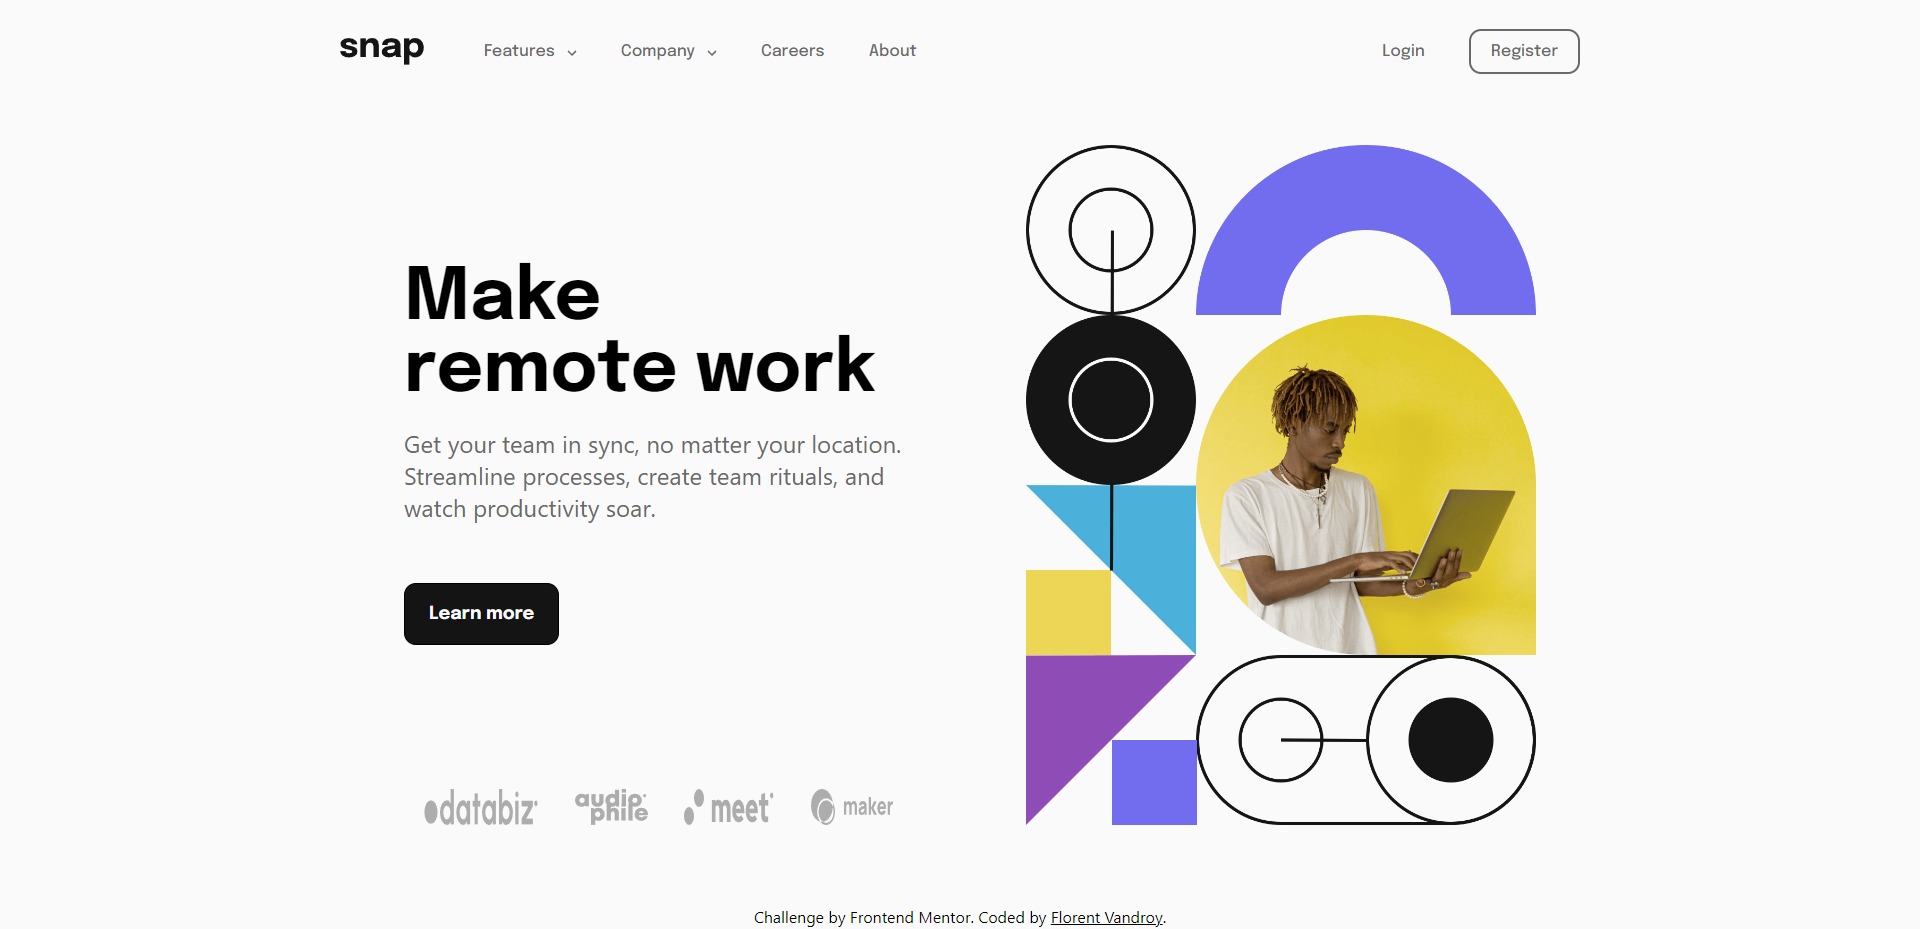 snap Features Company Careers About Login Register
Make
remote work
Get your team in sync, no matter your location.
Streamline processes, create team rituals, and
watch productivity soar.
Learn more
databiz audiophile meet maker
Challenge by Frontend Mentor. Coded by Florent Vandroy.